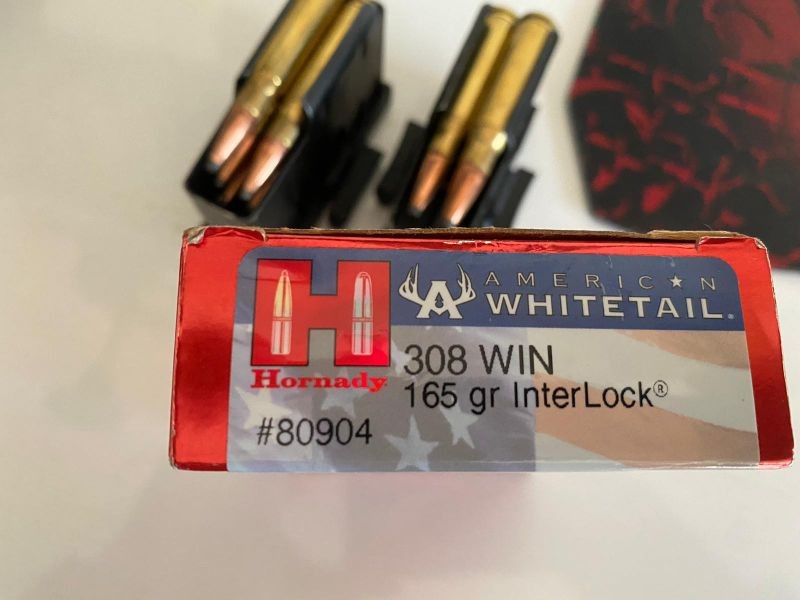 H
Hornady
#80904
A
AMERICAN
WHITETAIL®
308 WIN
165 gr InterLock®